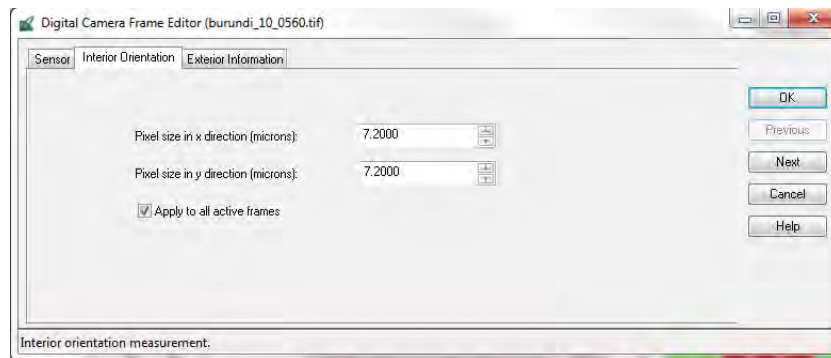 Digital Camera Frame Editor (burundi_10_0560.tif)
Sensor Interior Orientation Exterior Information
OK
Pixel size in x direction (microns): 7.2000
Previous
Pixel size in y direction (microns): 7.2000
Next
Apply to all active frames
Cancel
Help
Interior orientation measurement.